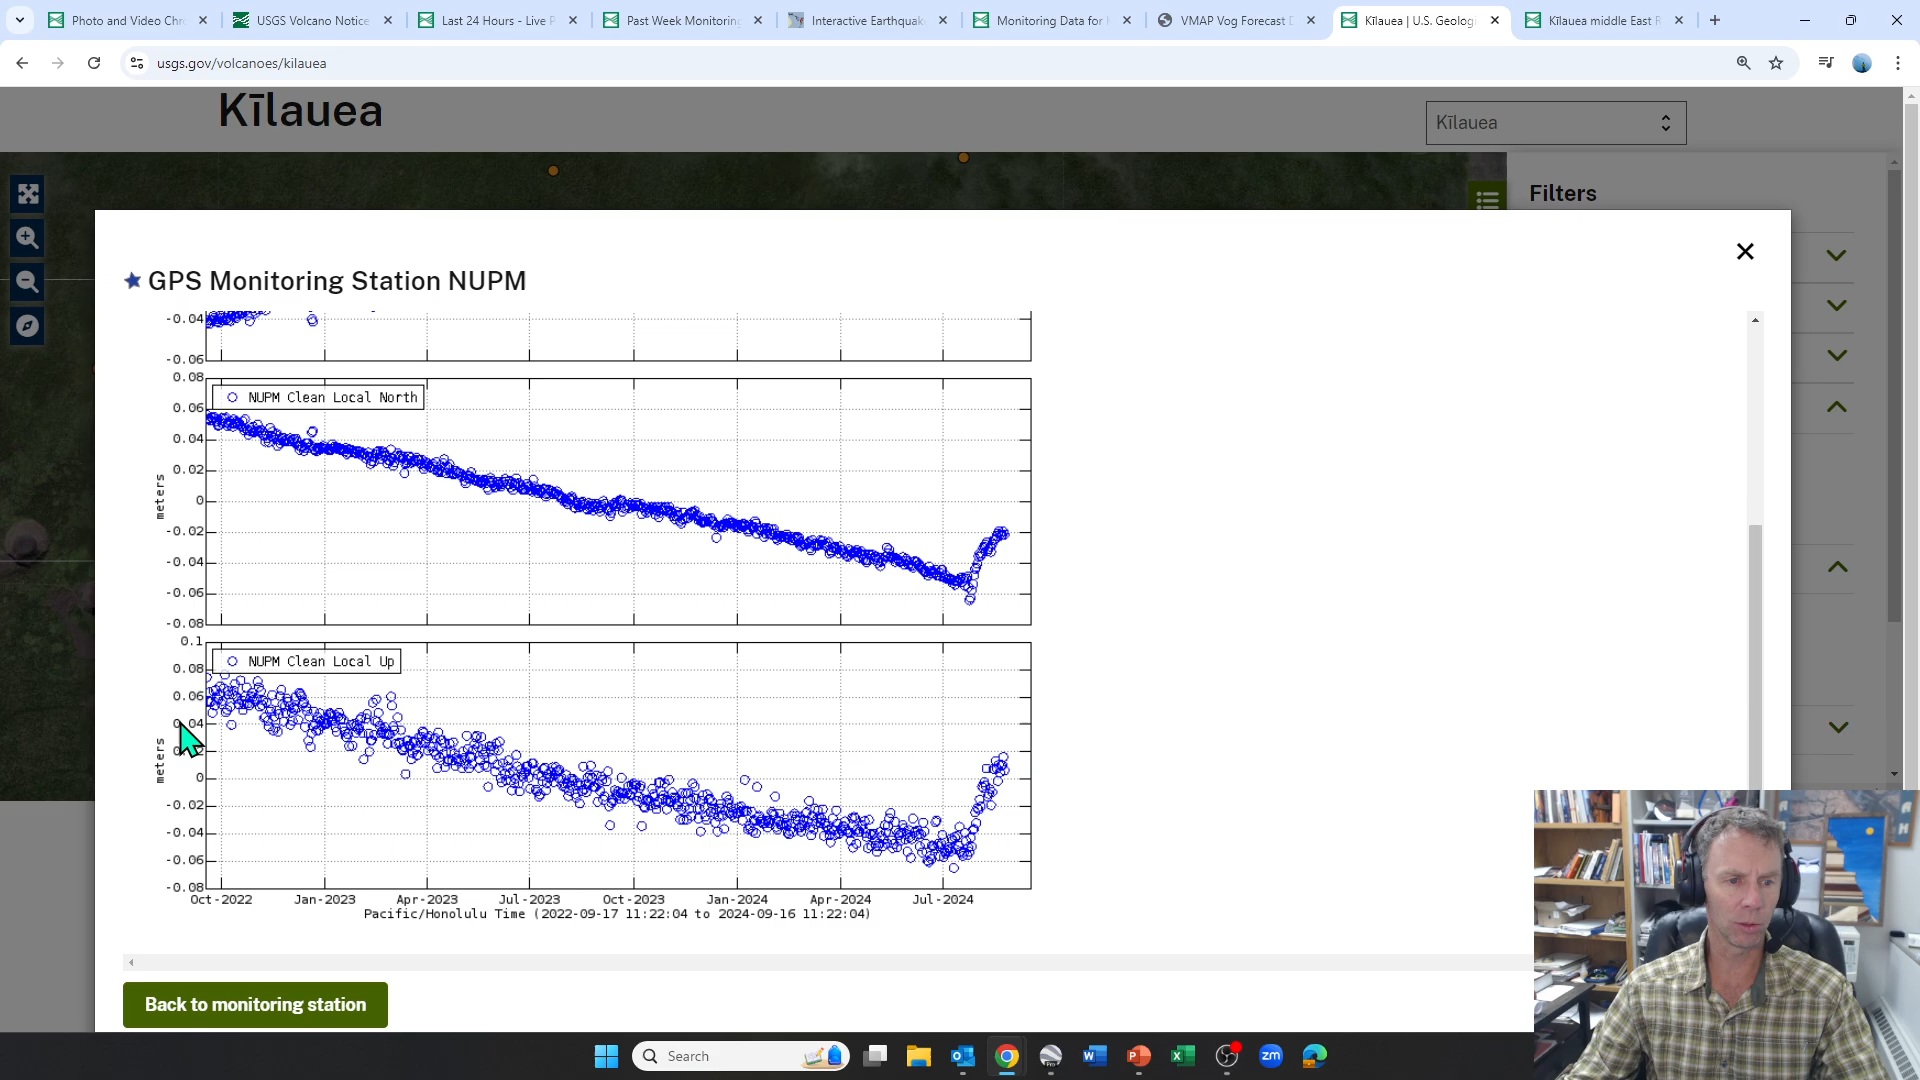 Photo and Video Chr
USGS Volcano Notice
Last 24 Hours - Live P
Past Week Monitorin
Interactive Earthquak
Monitoring Data for
VMAP Vog Forecast D
Kīlauea | U.S. Geologi
Kīlauea middle East R
usgs.gov/volcanoes/kilauea
Kīlauea
Kīlauea
Filters
GPS Monitoring Station NUPM
-0.04
-0.06
0.08
NUPM Clean Local North
0.06
0.04
0.02
0
-0.02
-0.04
-0.06
-0.08
meters
0.1
NUPM Clean Local Up
0.08
0.06
0.04
0
-0.02
-0.04
-0.06
-0.08
meters
Oct-2022 Jan-2023 Apr-2023 Jul-2023 Oct-2023 Jan-2024 Apr-2024 Jul-2024
Pacific/Honolulu Time (2022-09-17 11:22:04 to 2024-09-16 11:22:04)
Back to monitoring station
Search
zm